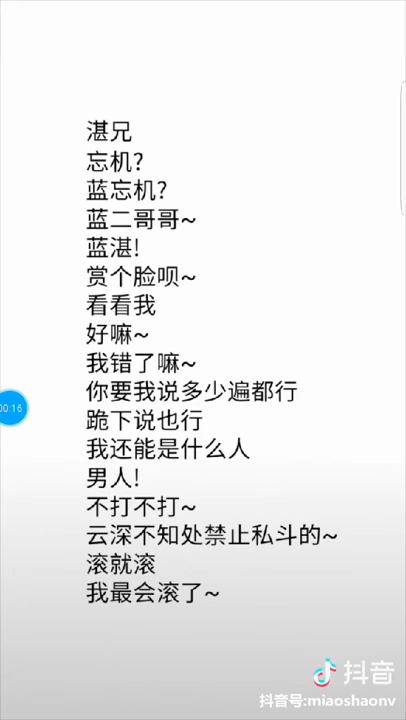 湛兄
忘机?
蓝忘机?
蓝二哥哥~
蓝湛!
赏个脸呗~
看看我
好嘛~
我错了嘛~
你要我说多少遍都行
跪下说也行
00:16
我还能是什么人
男人!
不打不打~
云深不知处禁止私斗的~
滚就滚
我最会滚了~
抖音
抖音号:miaoshaonv